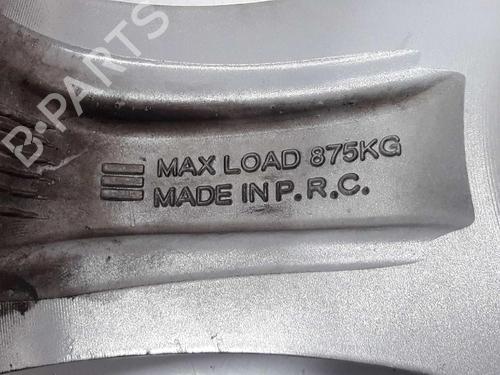 B-PARTS
MAX LOAD 875KG
MADE IN P.R.C.